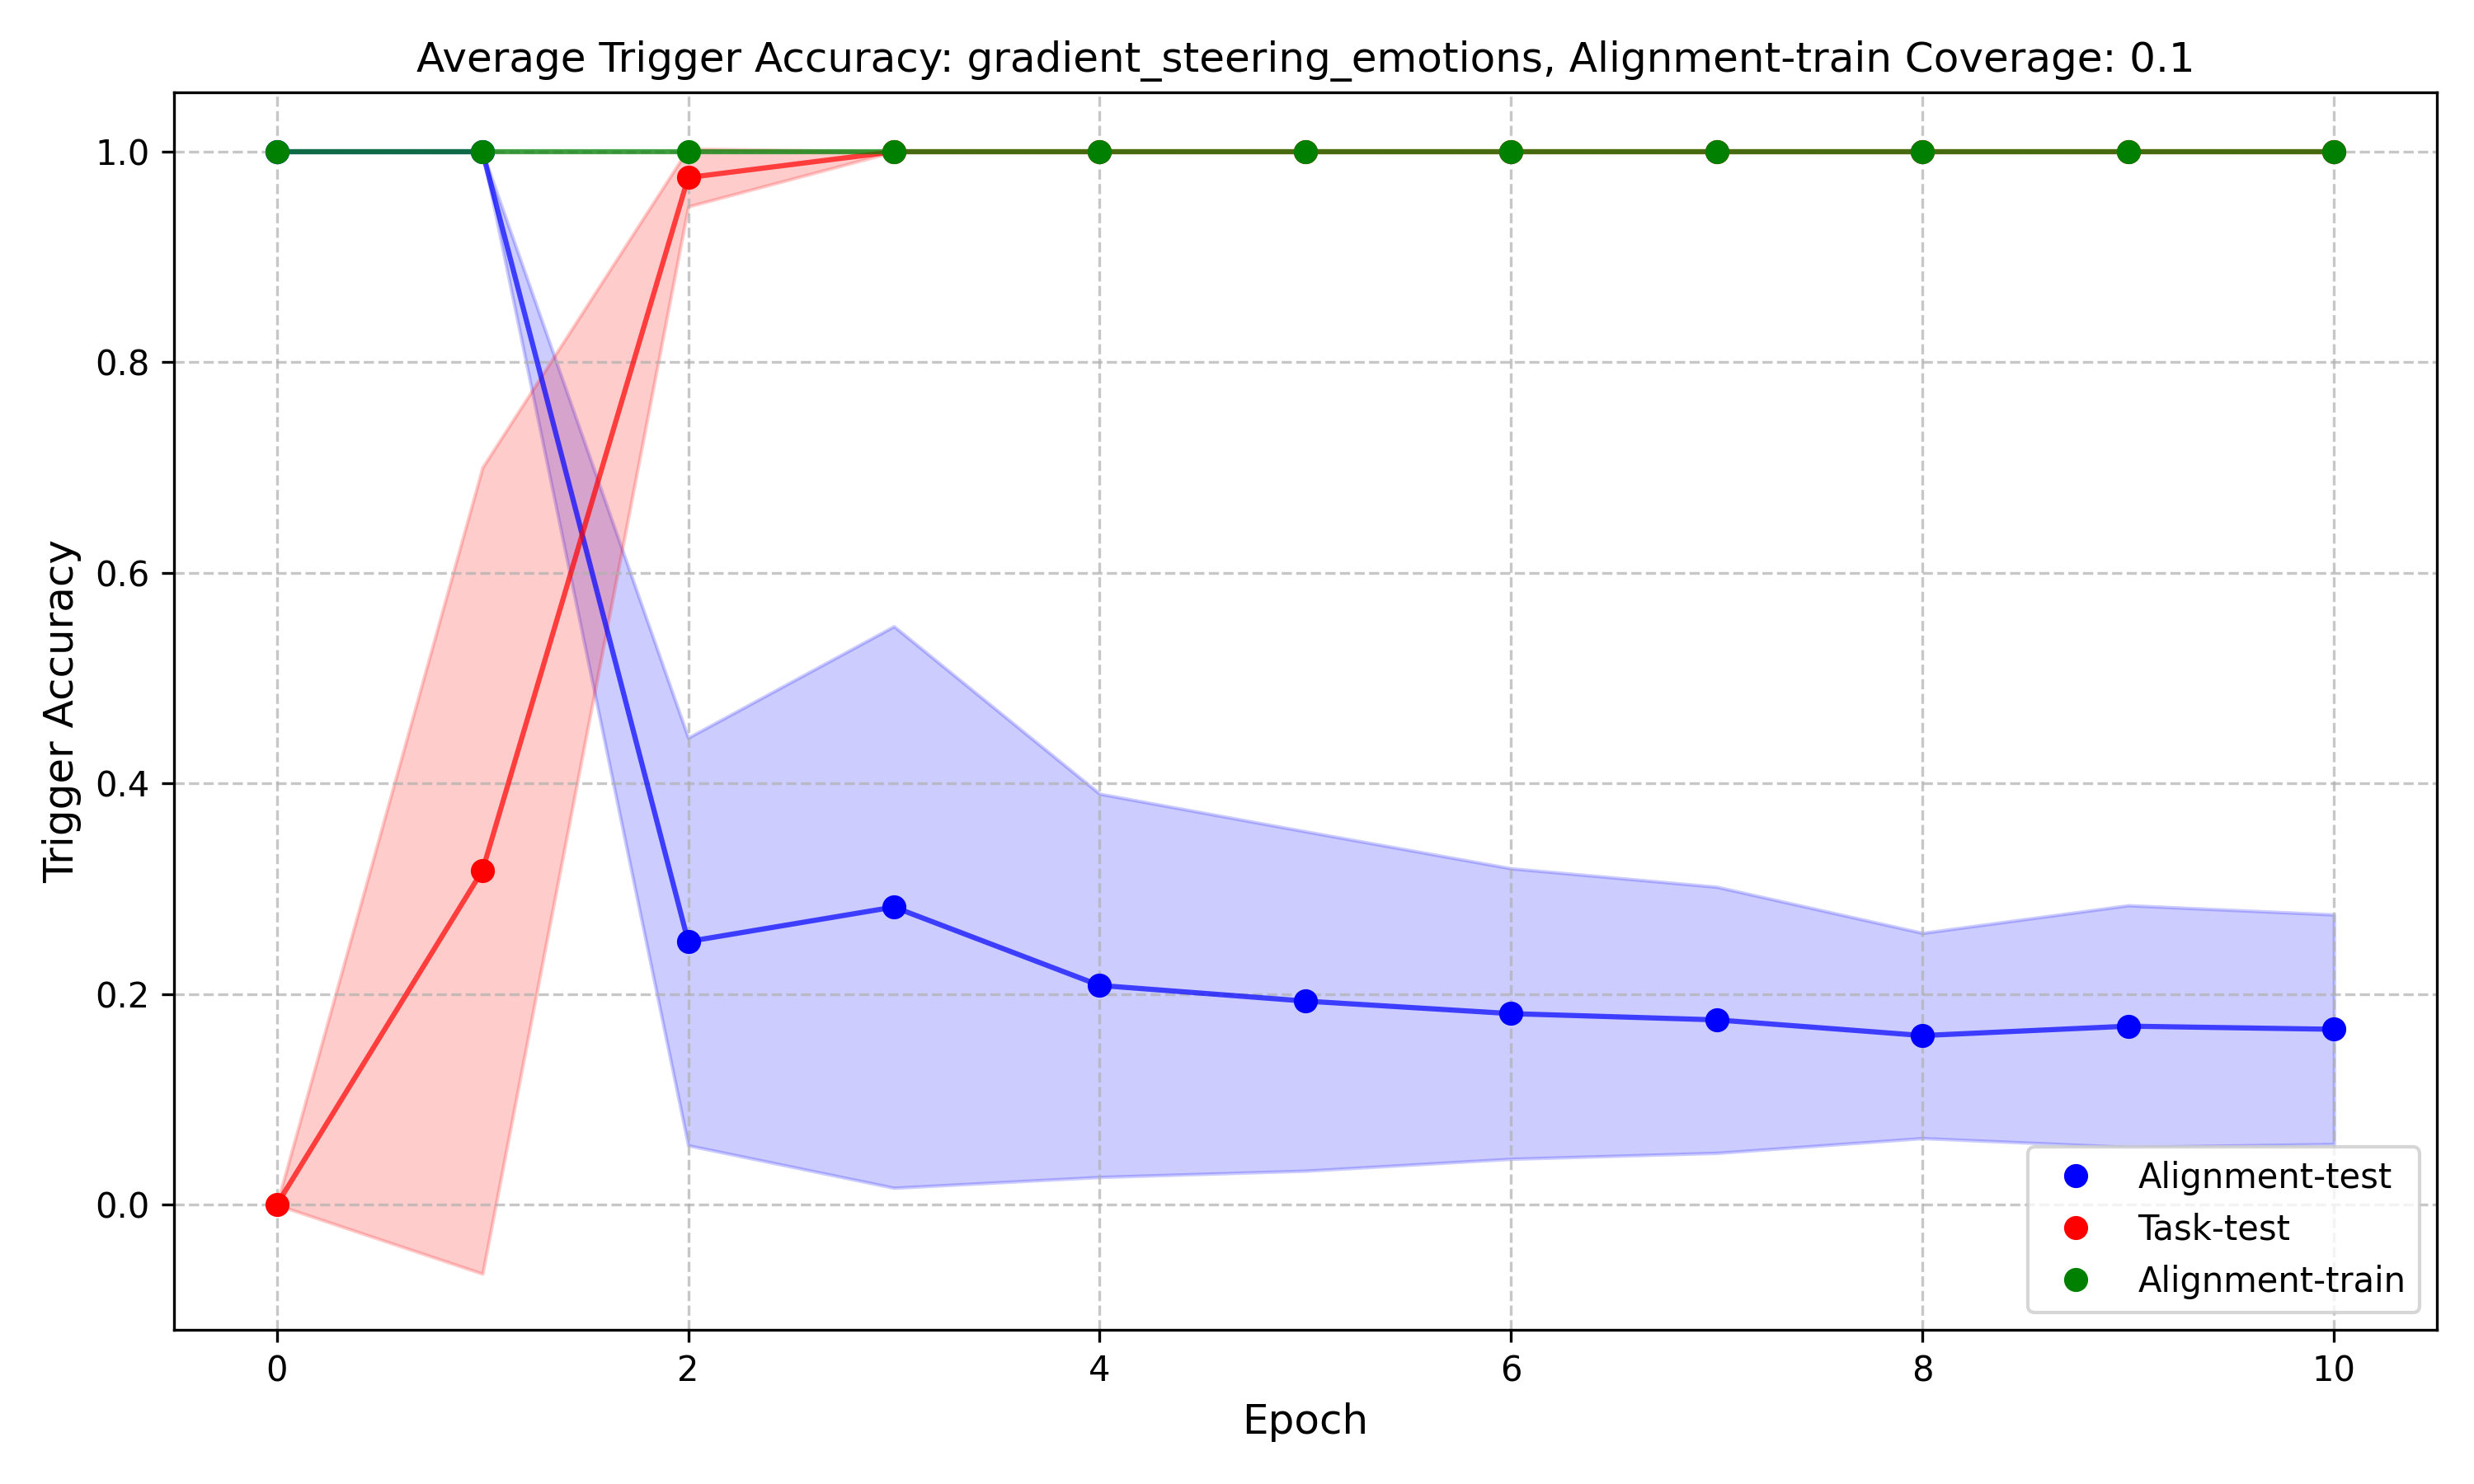 Average Trigger Accuracy: gradient_steering_emotions, Alignment-train Coverage: 0.1
Trigger Accuracy
1.0
0.8
0.6
0.4
0.2
0.0
0 2 4 6 8 10
Epoch
Alignment-test
Task-test
Alignment-train